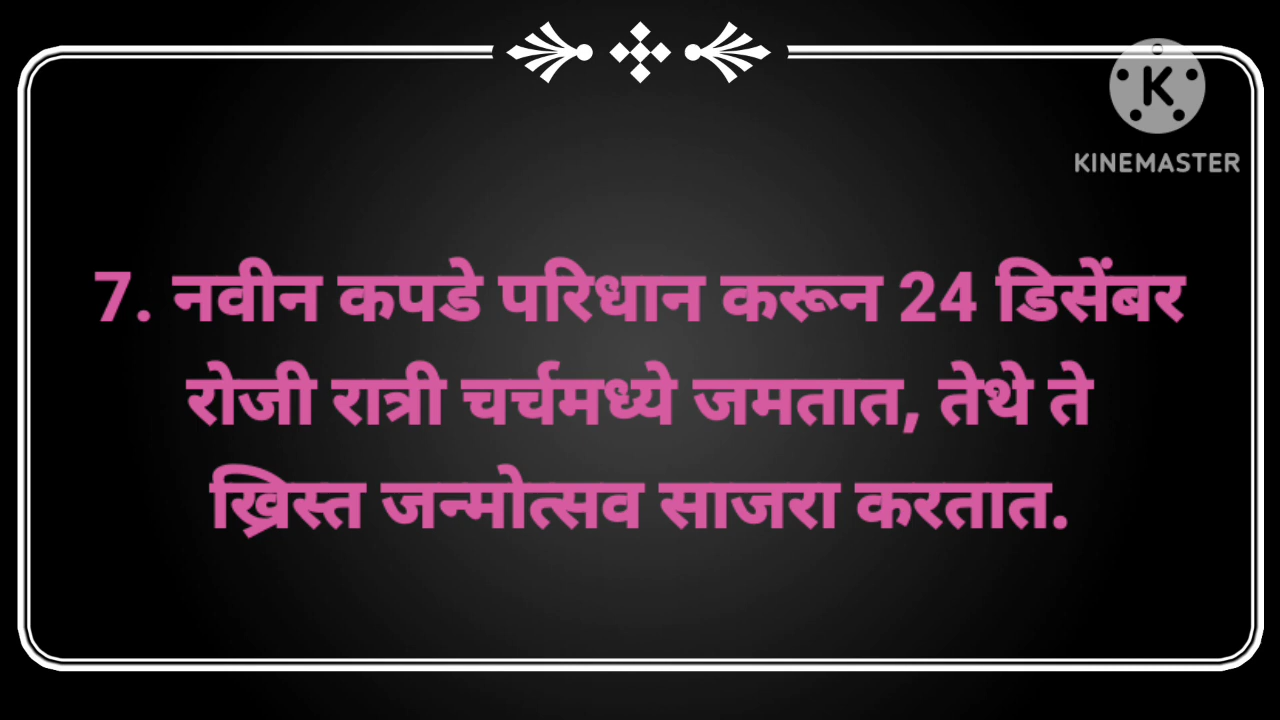 KINEMASTER
7. नवीन कपडे परिधान करून 24 डिसेंबर
रोजी रात्री चर्चमध्ये जमतात, तेथे ते
ख्रिस्त जन्मोत्सव साजरा करतात.